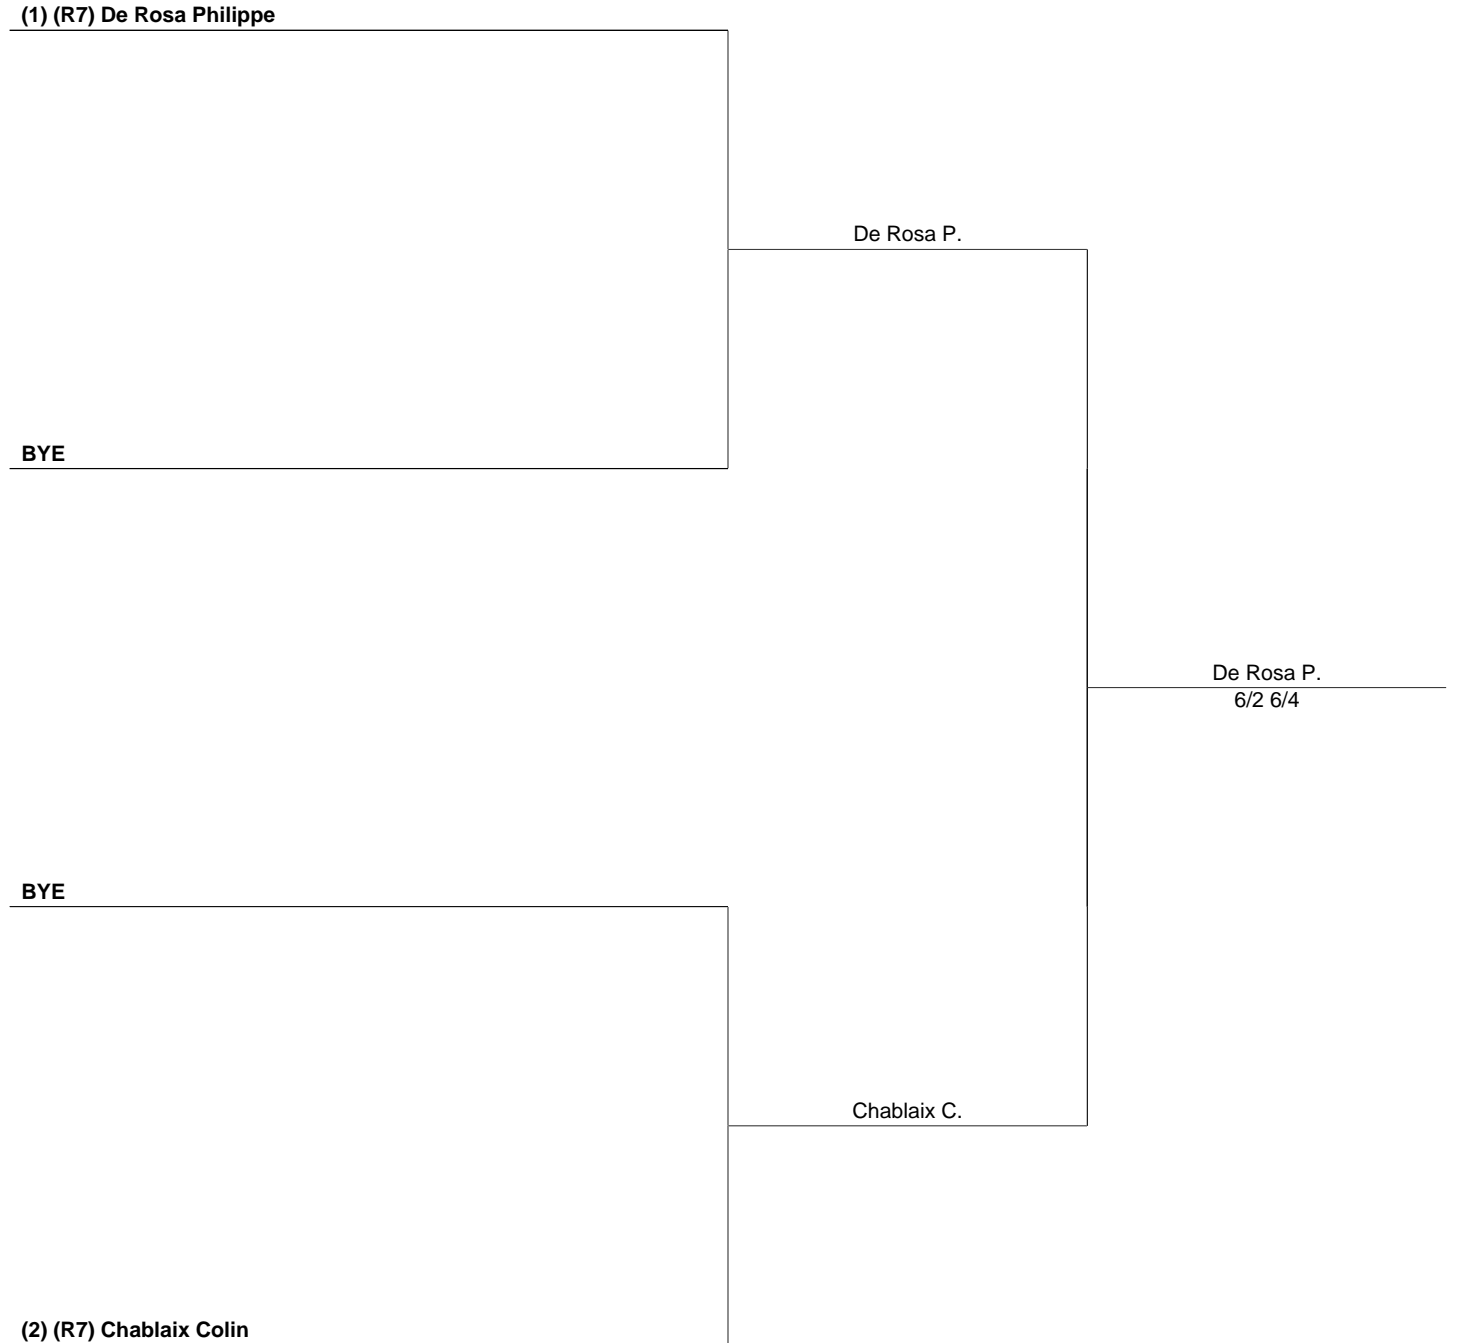 (1) (R7) De Rosa Philippe
De Rosa P.
BYE
De Rosa P.
6/2 6/4
BYE
Chablaix C.
(2) (R7) Chablaix Colin